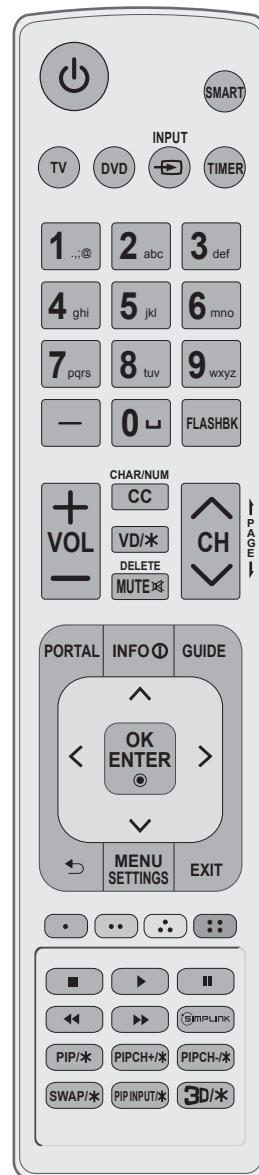 SMART
INPUT
TV DVD TIMER
1 .,;@ 2 abc 3 def
4 ghi 5 jkl 6 mno
7 pqrs 8 tuv 9 wxyz
— 0 ␣ FLASHBK
CHAR/NUM
CC
+
VOL
—
VD/*
CH
PAGE
DELETE
MUTE
PORTAL INFO GUIDE
OK
ENTER
MENU
SETTINGS
EXIT
SIMPLINK
PIP/* PIPCH+/* PIPCH-/*
SWAP/* PIP INPUT/* 3D/*